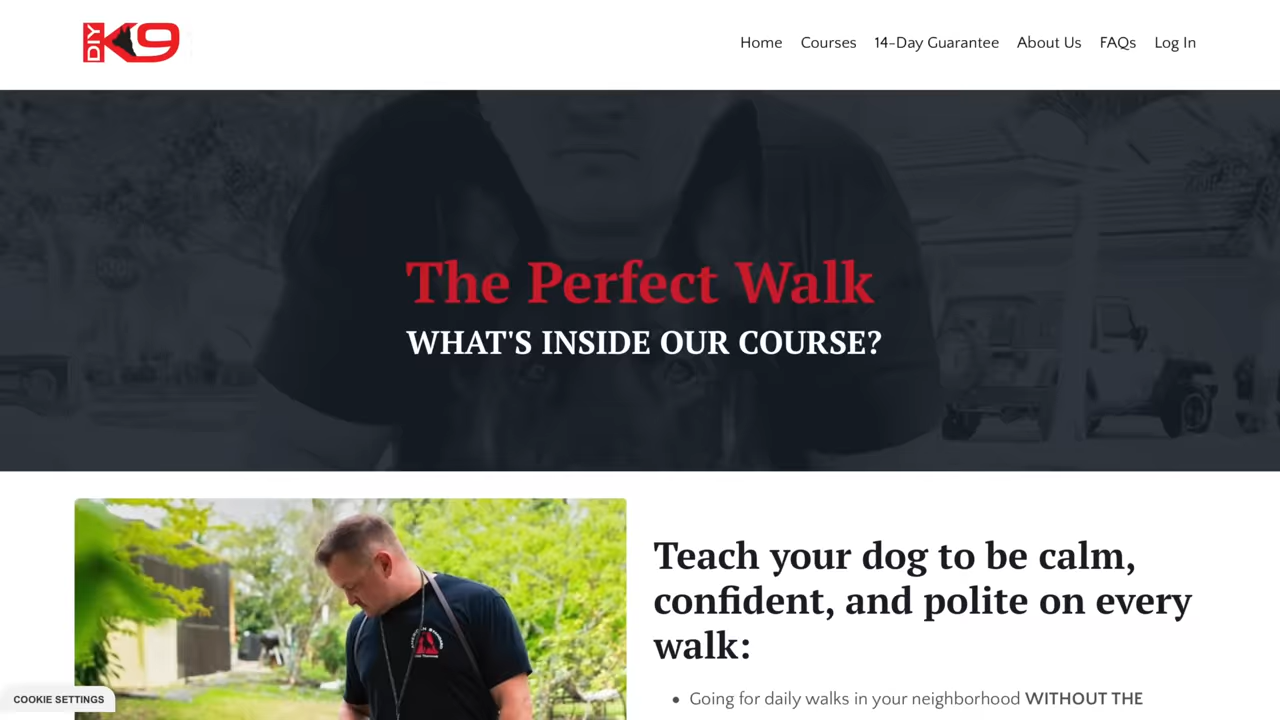 DIY K9
Home Courses 14-Day Guarantee About Us FAQs Log In
The Perfect Walk
WHAT'S INSIDE OUR COURSE?
Teach your dog to be calm,
confident, and polite on every
walk:
• Going for daily walks in your neighborhood WITHOUT THE
COOKIE SETTINGS